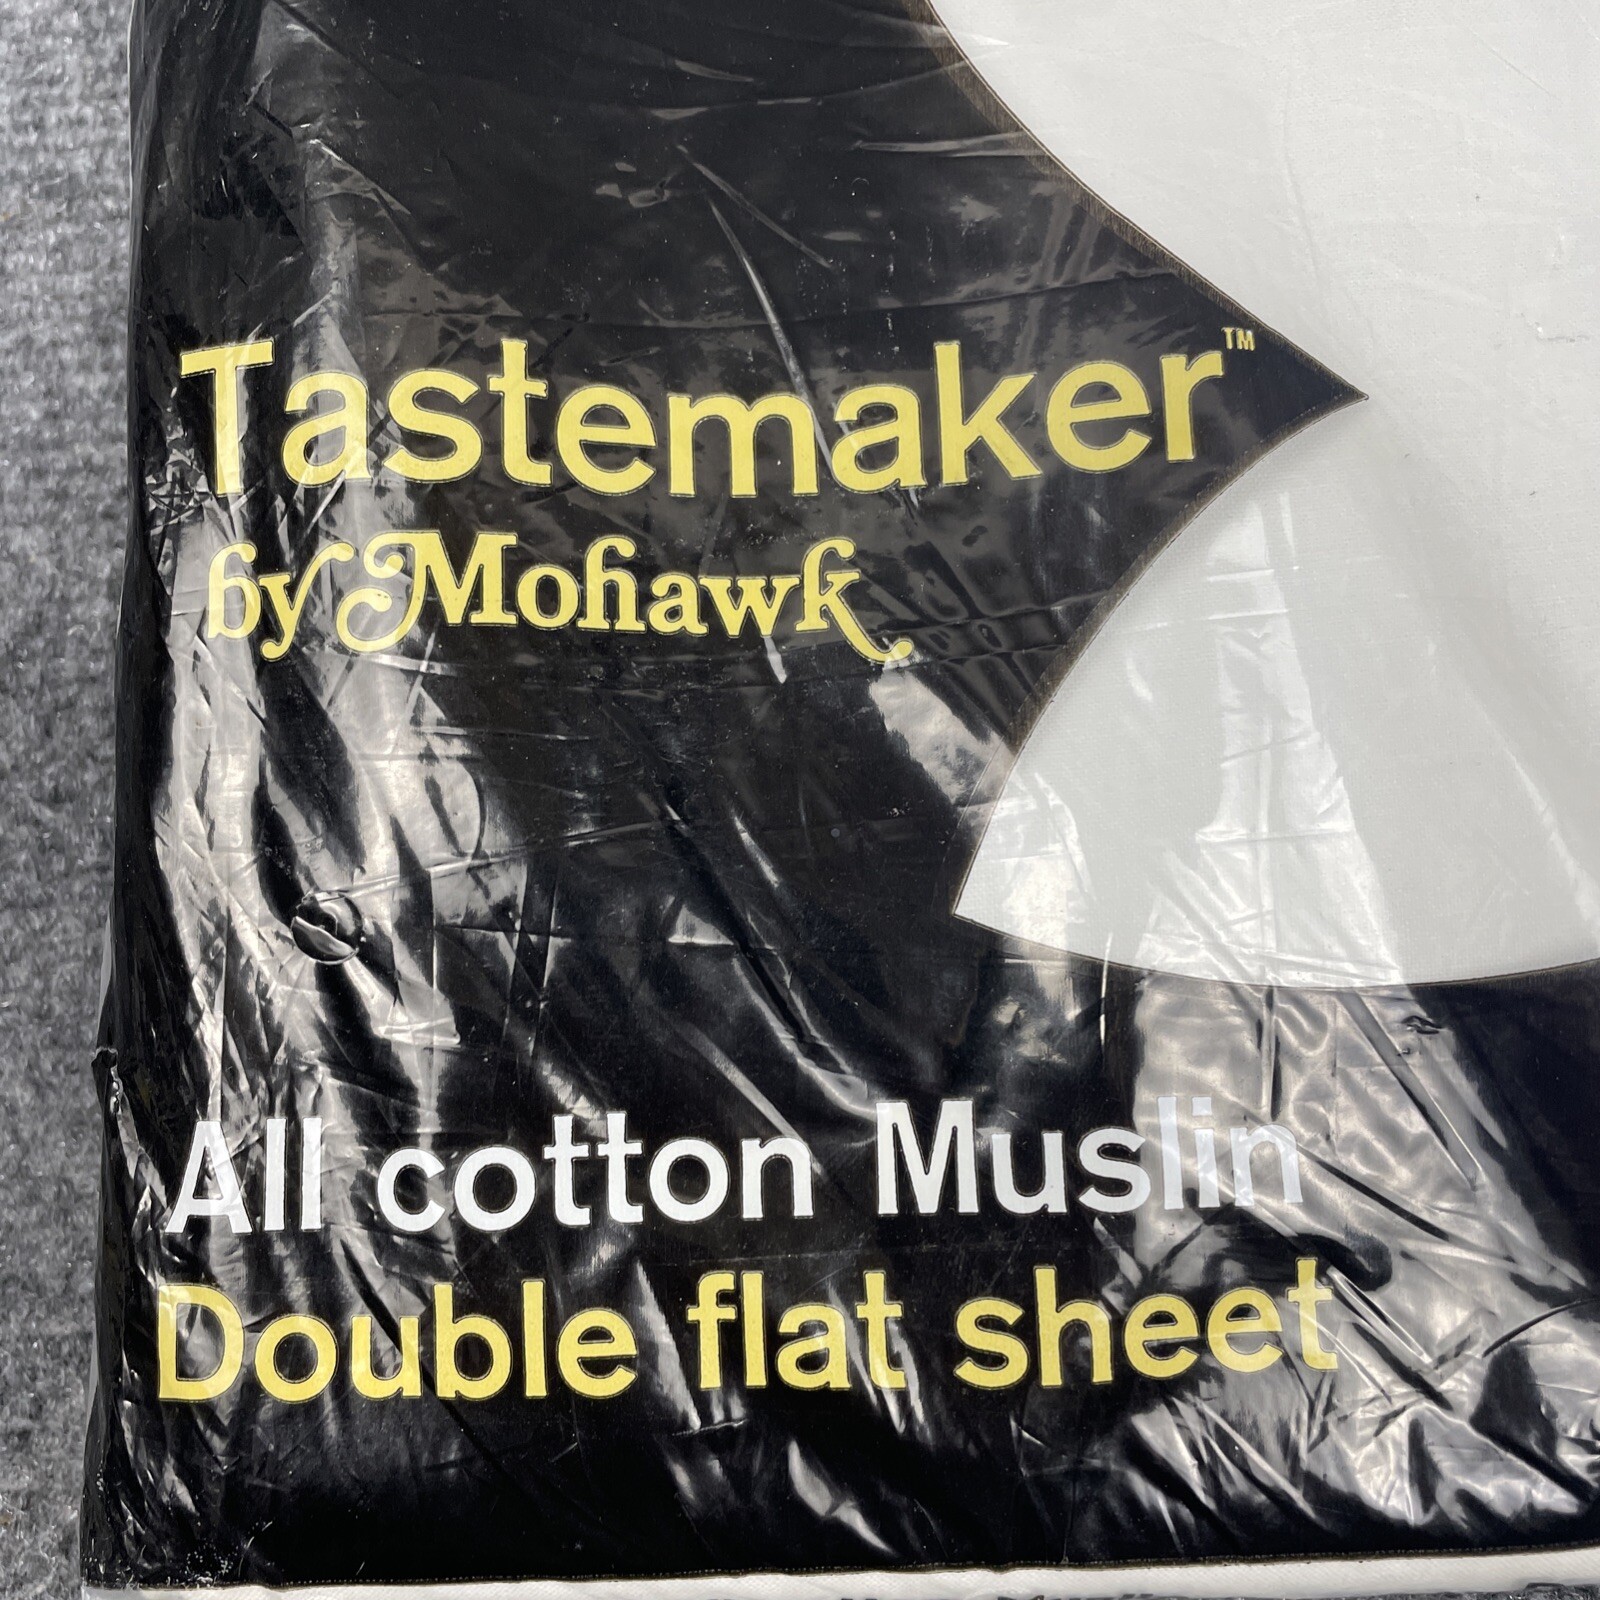 Tastemaker™
by Mohawk
All cotton Muslin
Double flat sheet